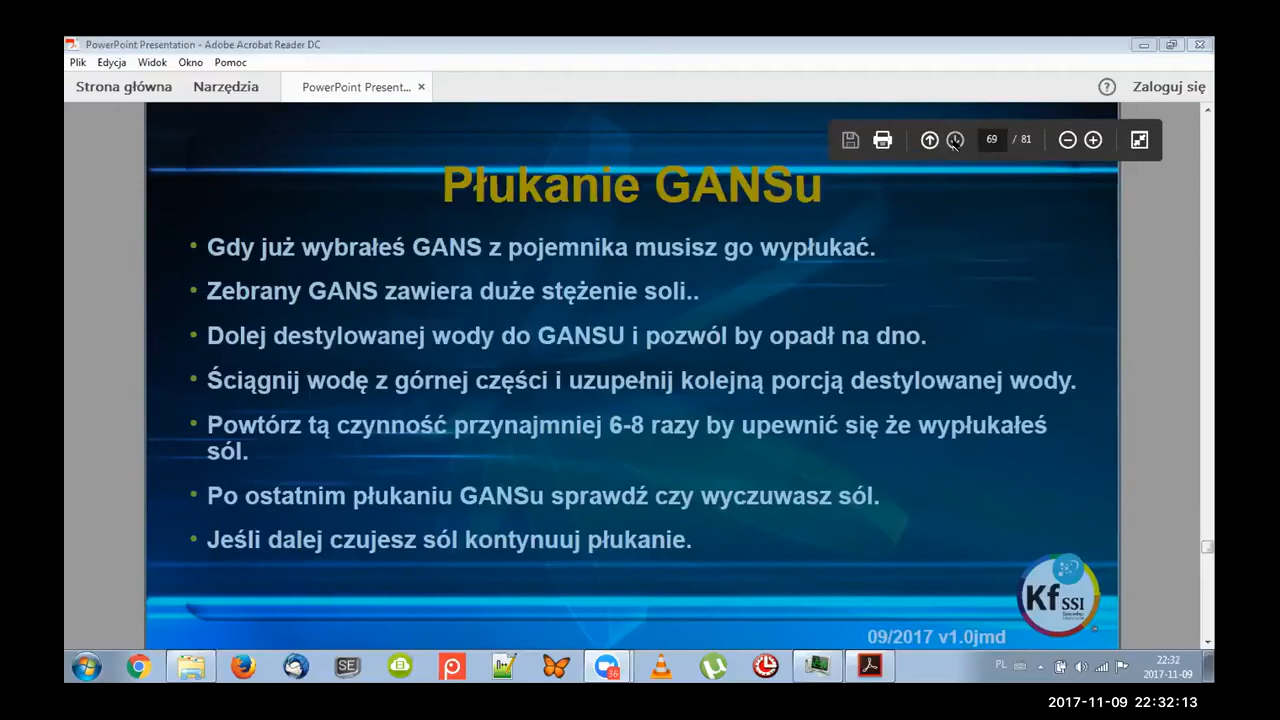 PowerPoint Presentation - Adobe Acrobat Reader DC
Plik Edycja Widok Okno Pomoc
Strona główna Narzędzia PowerPoint Present... × ? Zaloguj się
69 / 81
Płukanie GANSu
• Gdy już wybrałeś GANS z pojemnika musisz go wypłukać.
• Zebrany GANS zawiera duże stężenie soli..
• Dolej destylowanej wody do GANSU i pozwól by opadł na dno.
• Ściągnij wodę z górnej części i uzupełnij kolejną porcją destylowanej wody.
• Powtórz tą czynność przynajmniej 6-8 razy by upewnić się że wypłukałeś
sól.
• Po ostatnim płukaniu GANSu sprawdź czy wyczuwasz sól.
• Jeśli dalej czujesz sól kontynuuj płukanie.
Kf SSI
09/2017 v1.0jmd
PL 22:32
2017-11-09
2017-11-09 22:32:13